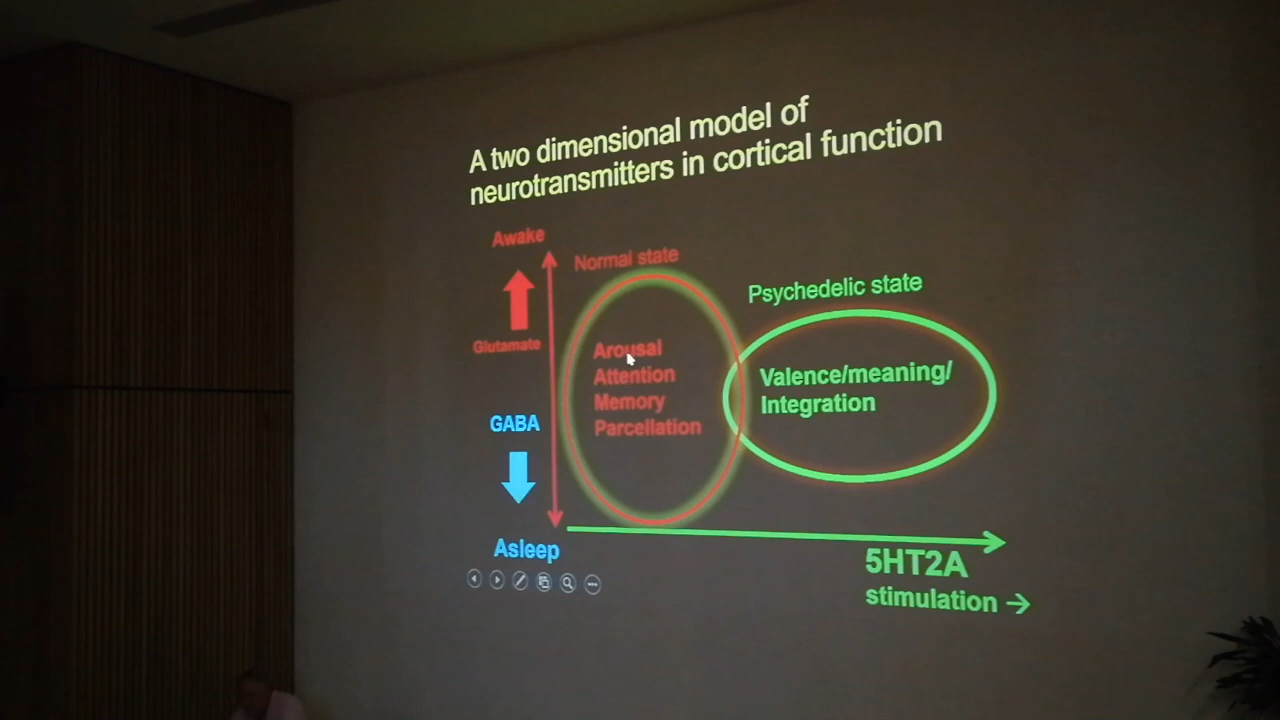 A two dimensional model of
neurotransmitters in cortical function
Awake
Normal state
Psychedelic state
Glutamate
Arousal
Attention
Memory
Parcellation
Valence/meaning/
Integration
GABA
Asleep
5HT2A
stimulation →